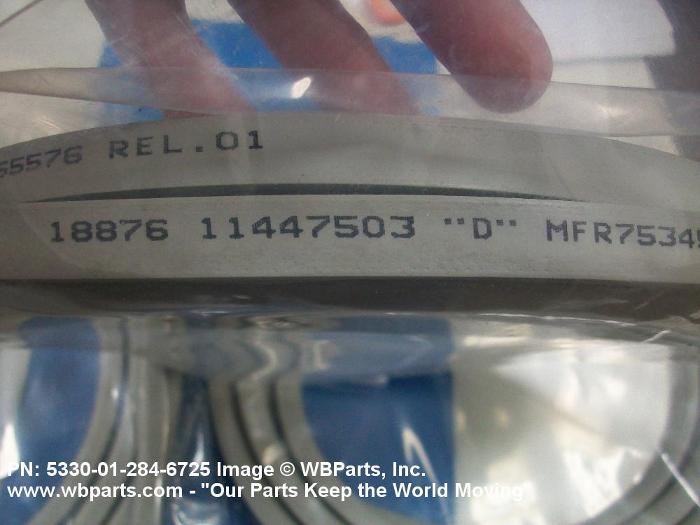 55576 REL.01
18876 11447503 "D" MFR75345
PN: 5330-01-284-6725 Image © WBParts, Inc.
www.wbparts.com - "Our Parts Keep the World Moving"